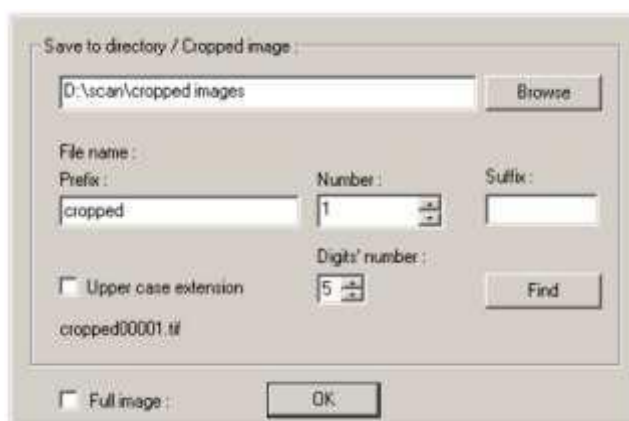 Save to directory / Cropped image :
D:\scan\cropped images
Browse
File name :
Prefix :
Number :
Suffix :
cropped
1
Digits' number :
Upper case extension
5
Find
cropped00001.tif
Full image :
OK